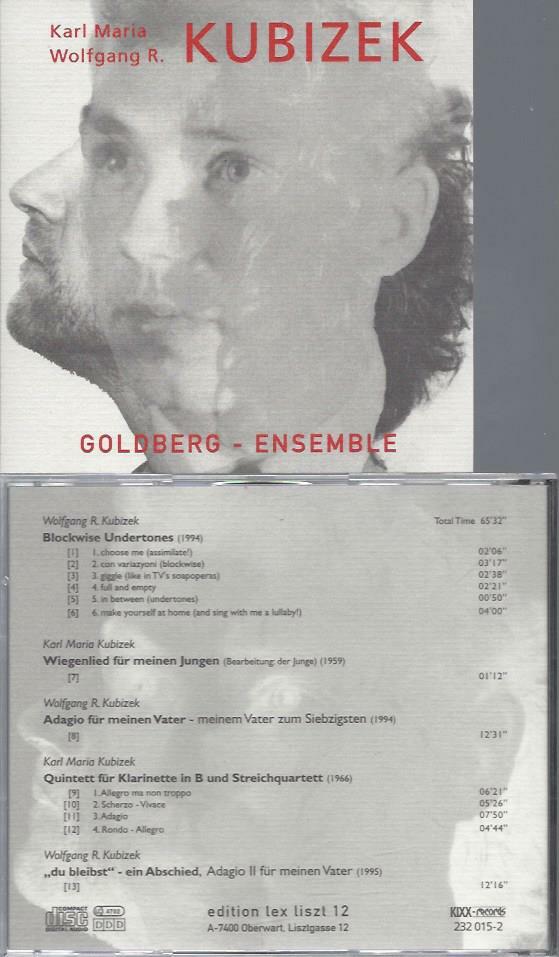 Karl Maria
Wolfgang R. KUBIZEK
GOLDBERG - ENSEMBLE
Wolfgang R. Kubizek Total Time 65'32"
Blockwise Undertones (1994)
[1] 1. choose me (assimilate!) 02'06"
[2] 2. con variazyoni (blockwise) 03'17"
[3] 3. giggle (like in TV's soapoperas) 02'38"
[4] 4. full and empty 02'21"
[5] 5. in between (undertones) 00'50"
[6] 6. make yourself at home (and sing with me a lullaby!) 04'00"
Karl Maria Kubizek
Wiegenlied für meinen Jungen (Bearbeitung: der Junge) (1959)
[7] 01'12"
Wolfgang R. Kubizek
Adagio für meinen Vater - meinem Vater zum Siebzigsten (1994)
[8] 12'31"
Karl Maria Kubizek
Quintett für Klarinette in B und Streichquartett (1966)
[9] 1. Allegro ma non troppo 06'21"
[10] 2. Scherzo - Vivace 05'26"
[11] 3. Adagio 07'50"
[12] 4. Rondo - Allegro 04'44"
Wolfgang R. Kubizek
„du bleibst" - ein Abschied, Adagio II für meinen Vater (1995)
[13] 12'16"
COMPACT disc DIGITAL AUDIO DDD edition lex liszt 12 KIXX-records
A-7400 Oberwart, Lisztgasse 12 232 015-2